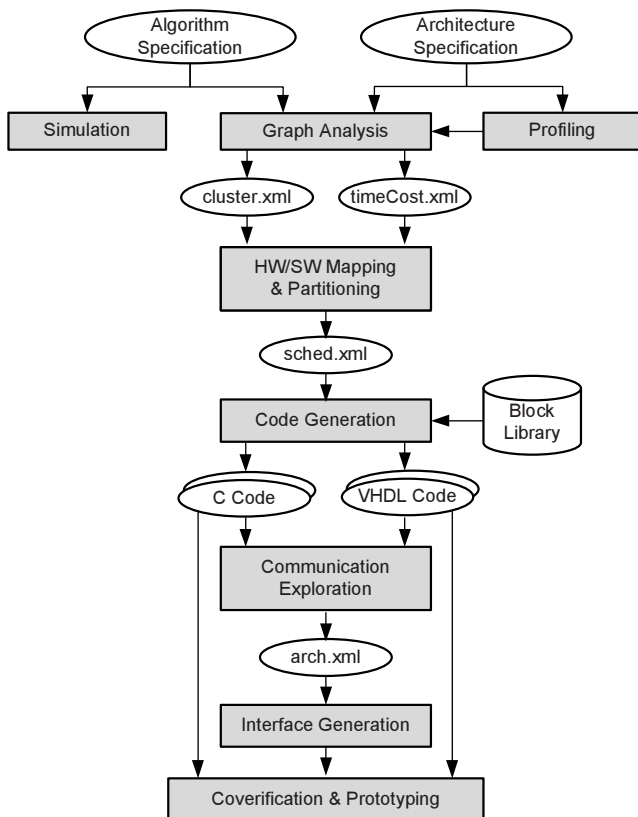 Algorithm
Specification
Architecture
Specification
Simulation
Graph Analysis
Profiling
cluster.xml
timeCost.xml
HW/SW Mapping
& Partitioning
sched.xml
Code Generation
Block
Library
C Code
VHDL Code
Communication
Exploration
arch.xml
Interface Generation
Coverification & Prototyping